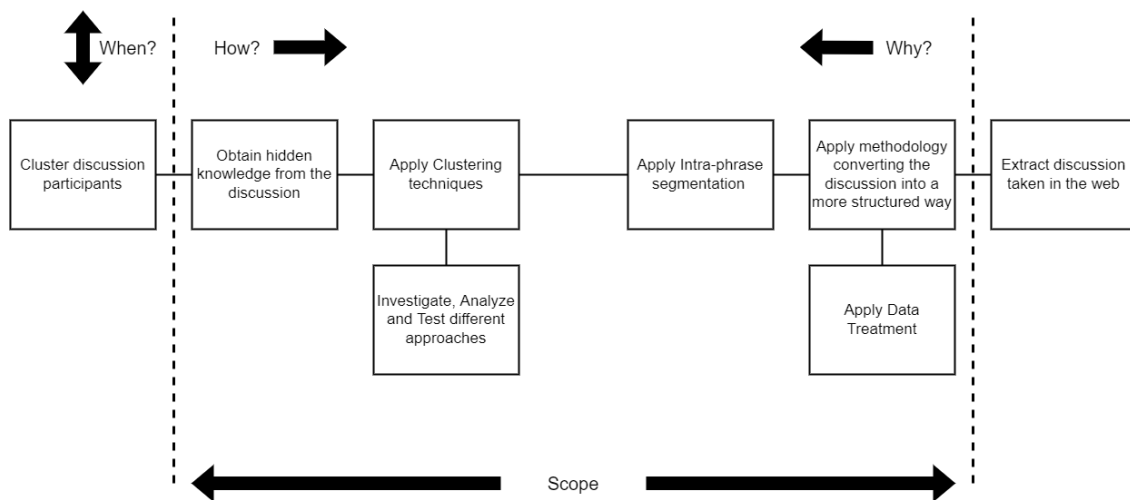 When?
How?
Why?
Cluster discussion
participants
Obtain hidden
knowledge from the
discussion
Apply Clustering
techniques
Apply Intra-phrase
segmentation
Apply methodology
converting the
discussion into a
more structured way
Extract discussion
taken in the web
Investigate, Analyze
and Test different
approaches
Apply Data
Treatment
Scope